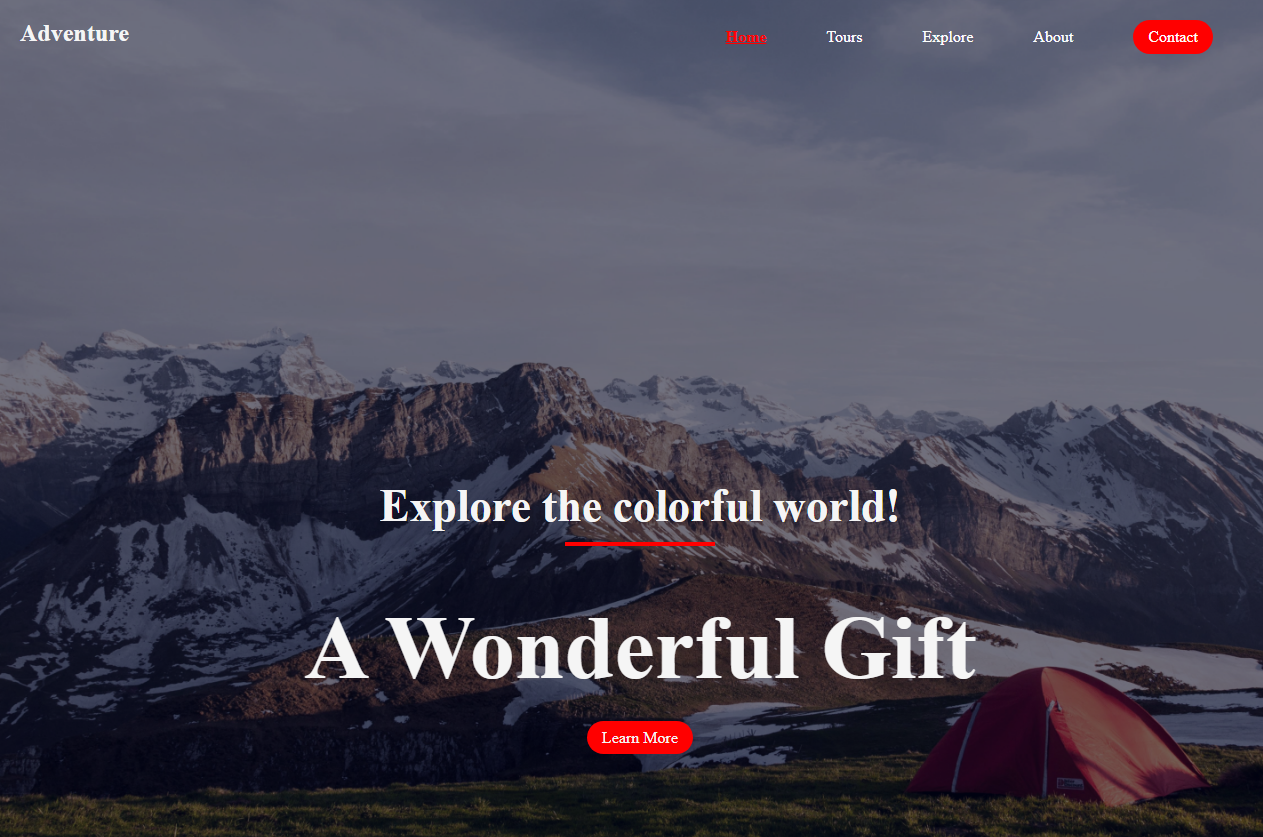 Adventure
Home Tours Explore About Contact
Explore the colorful world!
A Wonderful Gift
Learn More